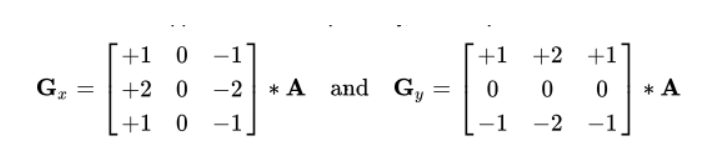 +1 0 −1 +1 +2 +1
G_x = +2 0 −2 * A and G_y = 0 0 0 * A
+1 0 −1 −1 −2 −1